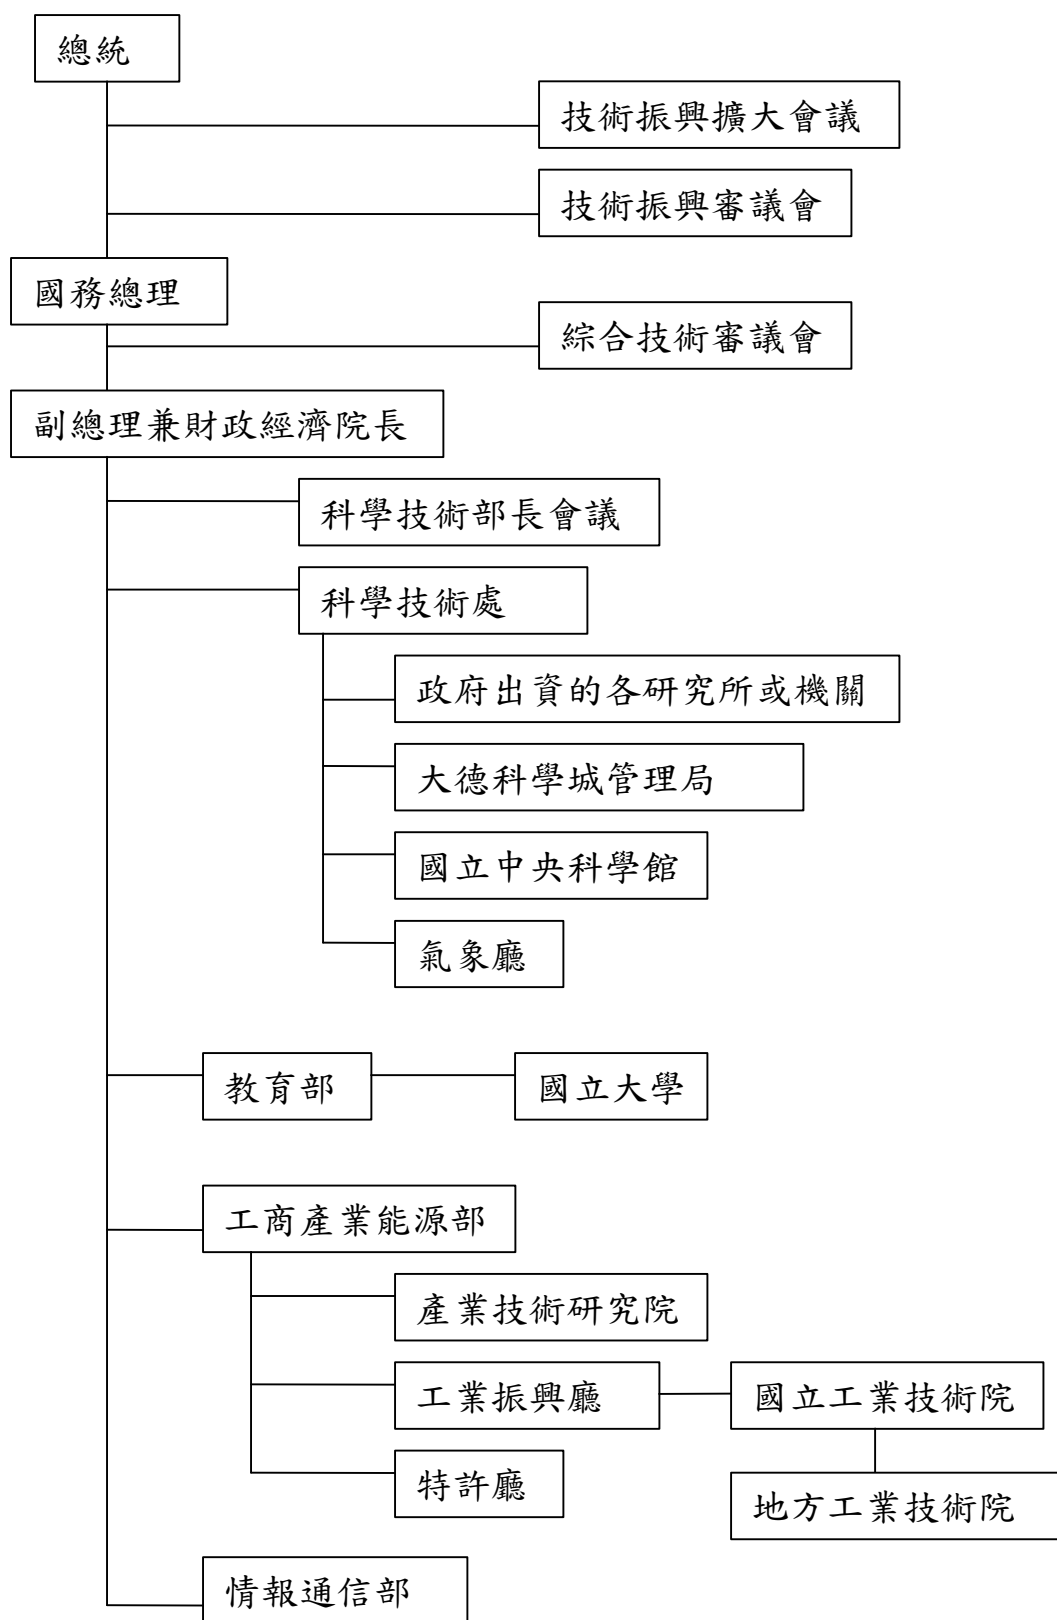 總統
技術振興擴大會議
技術振興審議會
國務總理
綜合技術審議會
副總理兼財政經濟院長
科學技術部長會議
科學技術處
政府出資的各研究所或機關
大德科學城管理局
國立中央科學館
氣象廳
教育部
國立大學
工商產業能源部
產業技術研究院
工業振興廳
國立工業技術院
特許廳
地方工業技術院
情報通信部